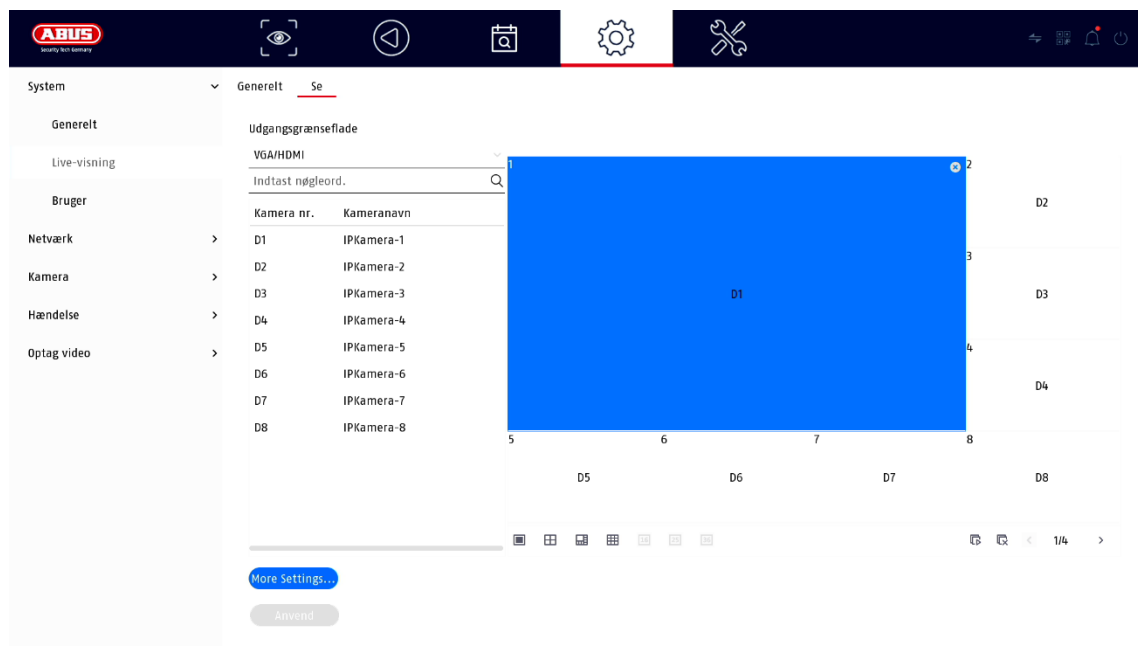 ABUS
Security Tech Germany
System
Generelt
Live-visning
Bruger
Netværk
Kamera
Hændelse
Optag video
Generelt Se
Udgangsgrænseflade
VGA/HDMI
Indtast nøgleord.
Kamera nr. Kameranavn
D1 IPKamera-1
D2 IPKamera-2
D3 IPKamera-3
D4 IPKamera-4
D5 IPKamera-5
D6 IPKamera-6
D7 IPKamera-7
D8 IPKamera-8
1
D1
2
D2
3
D3
4
D4
5
D5
6
D6
7
D7
8
D8
16 25 36
1/4
More Settings...
Anvend